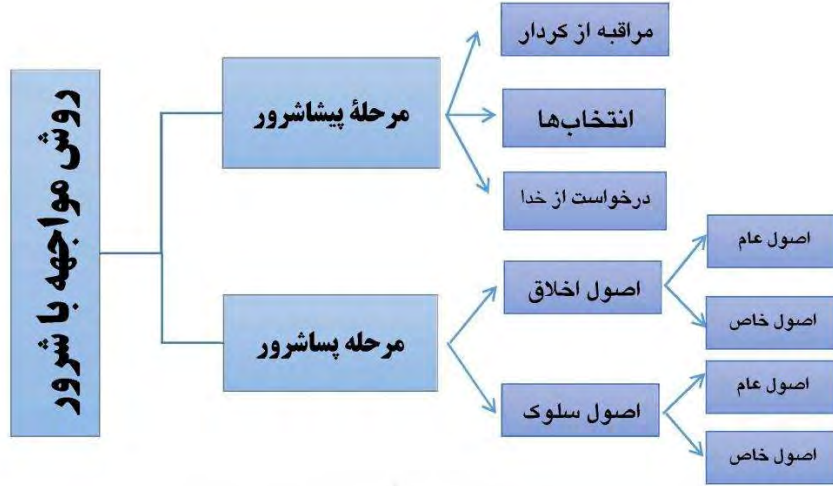 روش مواجهه با شرور
مرحلهٔ پیشاشرور
مراقبه از کردار
انتخاب‌ها
درخواست از خدا
مرحله پساشرور
اصول اخلاق
اصول عام
اصول خاص
اصول سلوک
اصول عام
اصول خاص